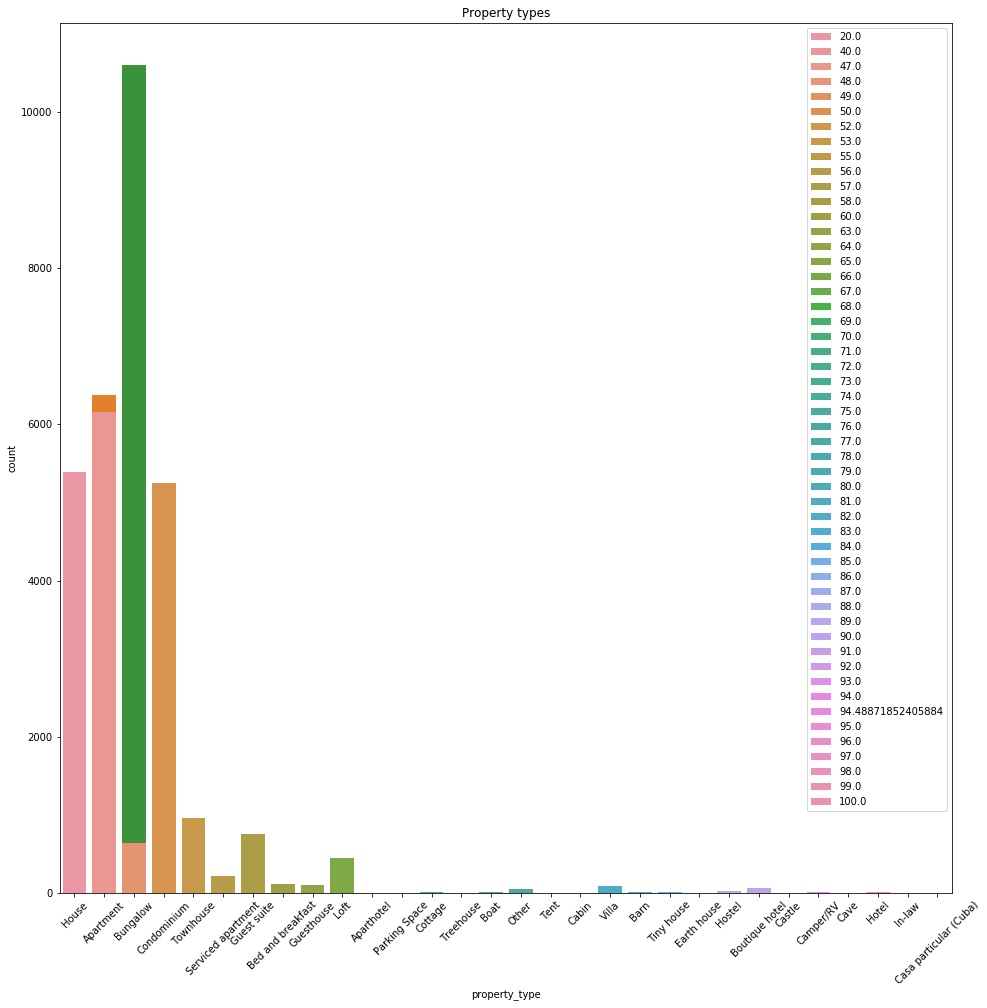 Property types
20.0
40.0
47.0
48.0
49.0
50.0
52.0
53.0
55.0
56.0
57.0
58.0
60.0
63.0
64.0
65.0
66.0
67.0
68.0
69.0
70.0
71.0
72.0
73.0
74.0
75.0
76.0
77.0
78.0
79.0
80.0
81.0
82.0
83.0
84.0
85.0
86.0
87.0
88.0
89.0
90.0
91.0
92.0
93.0
94.0
94.48871852405884
95.0
96.0
97.0
98.0
99.0
100.0
10000
8000
6000
4000
2000
0
count
House
Apartment
Bungalow
Condominium
Townhouse
Serviced apartment
Guest suite
Bed and breakfast
Guesthouse
Loft
Aparthotel
Parking Space
Cottage
Treehouse
Boat
Other
Tent
Cabin
Villa
Barn
Tiny house
Earth house
Hostel
Boutique hotel
Castle
Camper/RV
Cave
Hotel
In-law
Casa particular (Cuba)
property_type